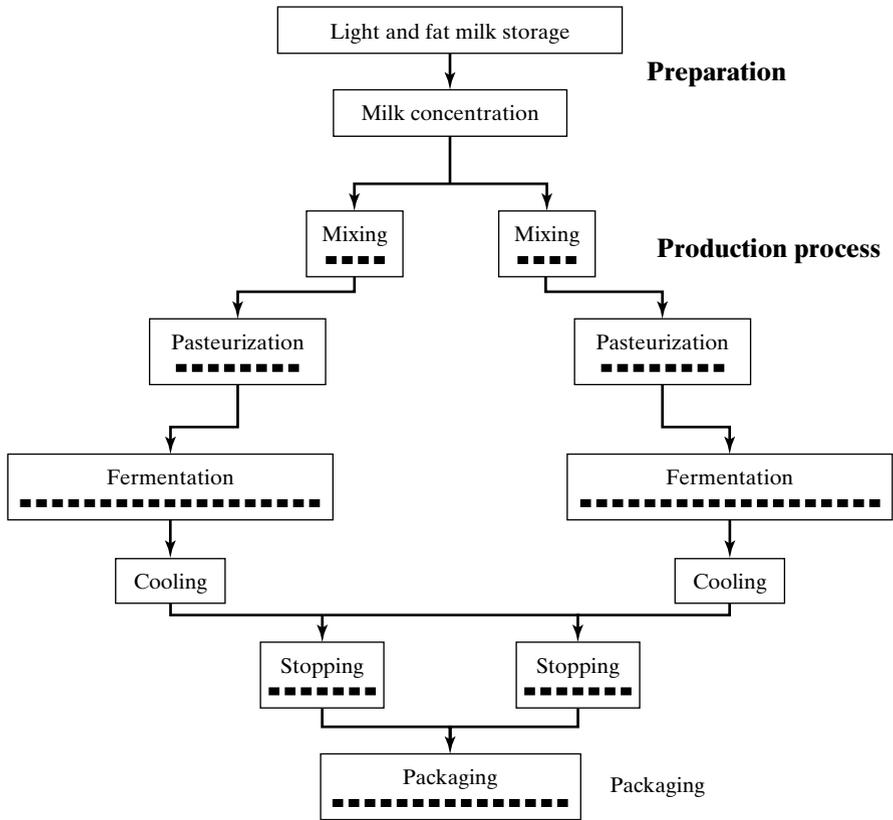 Light and fat milk storage
Preparation
Milk concentration
Mixing
Mixing
Production process
Pasteurization
Pasteurization
Fermentation
Fermentation
Cooling
Cooling
Stopping
Stopping
Packaging
Packaging